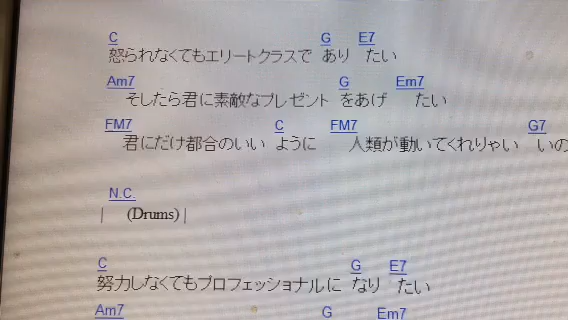 C G E7
怒られなくてもエリートクラスで あり たい
Am7 G Em7
そしたら君に素敵なプレゼント をあげ たい
FM7 C FM7 G7
君にだけ都合のいい ように 人類が動いてくれりゃい いの
N.C.
| (Drums) |
C G E7
努力しなくてもプロフェッショナルに なり たい
Am7 G Em7